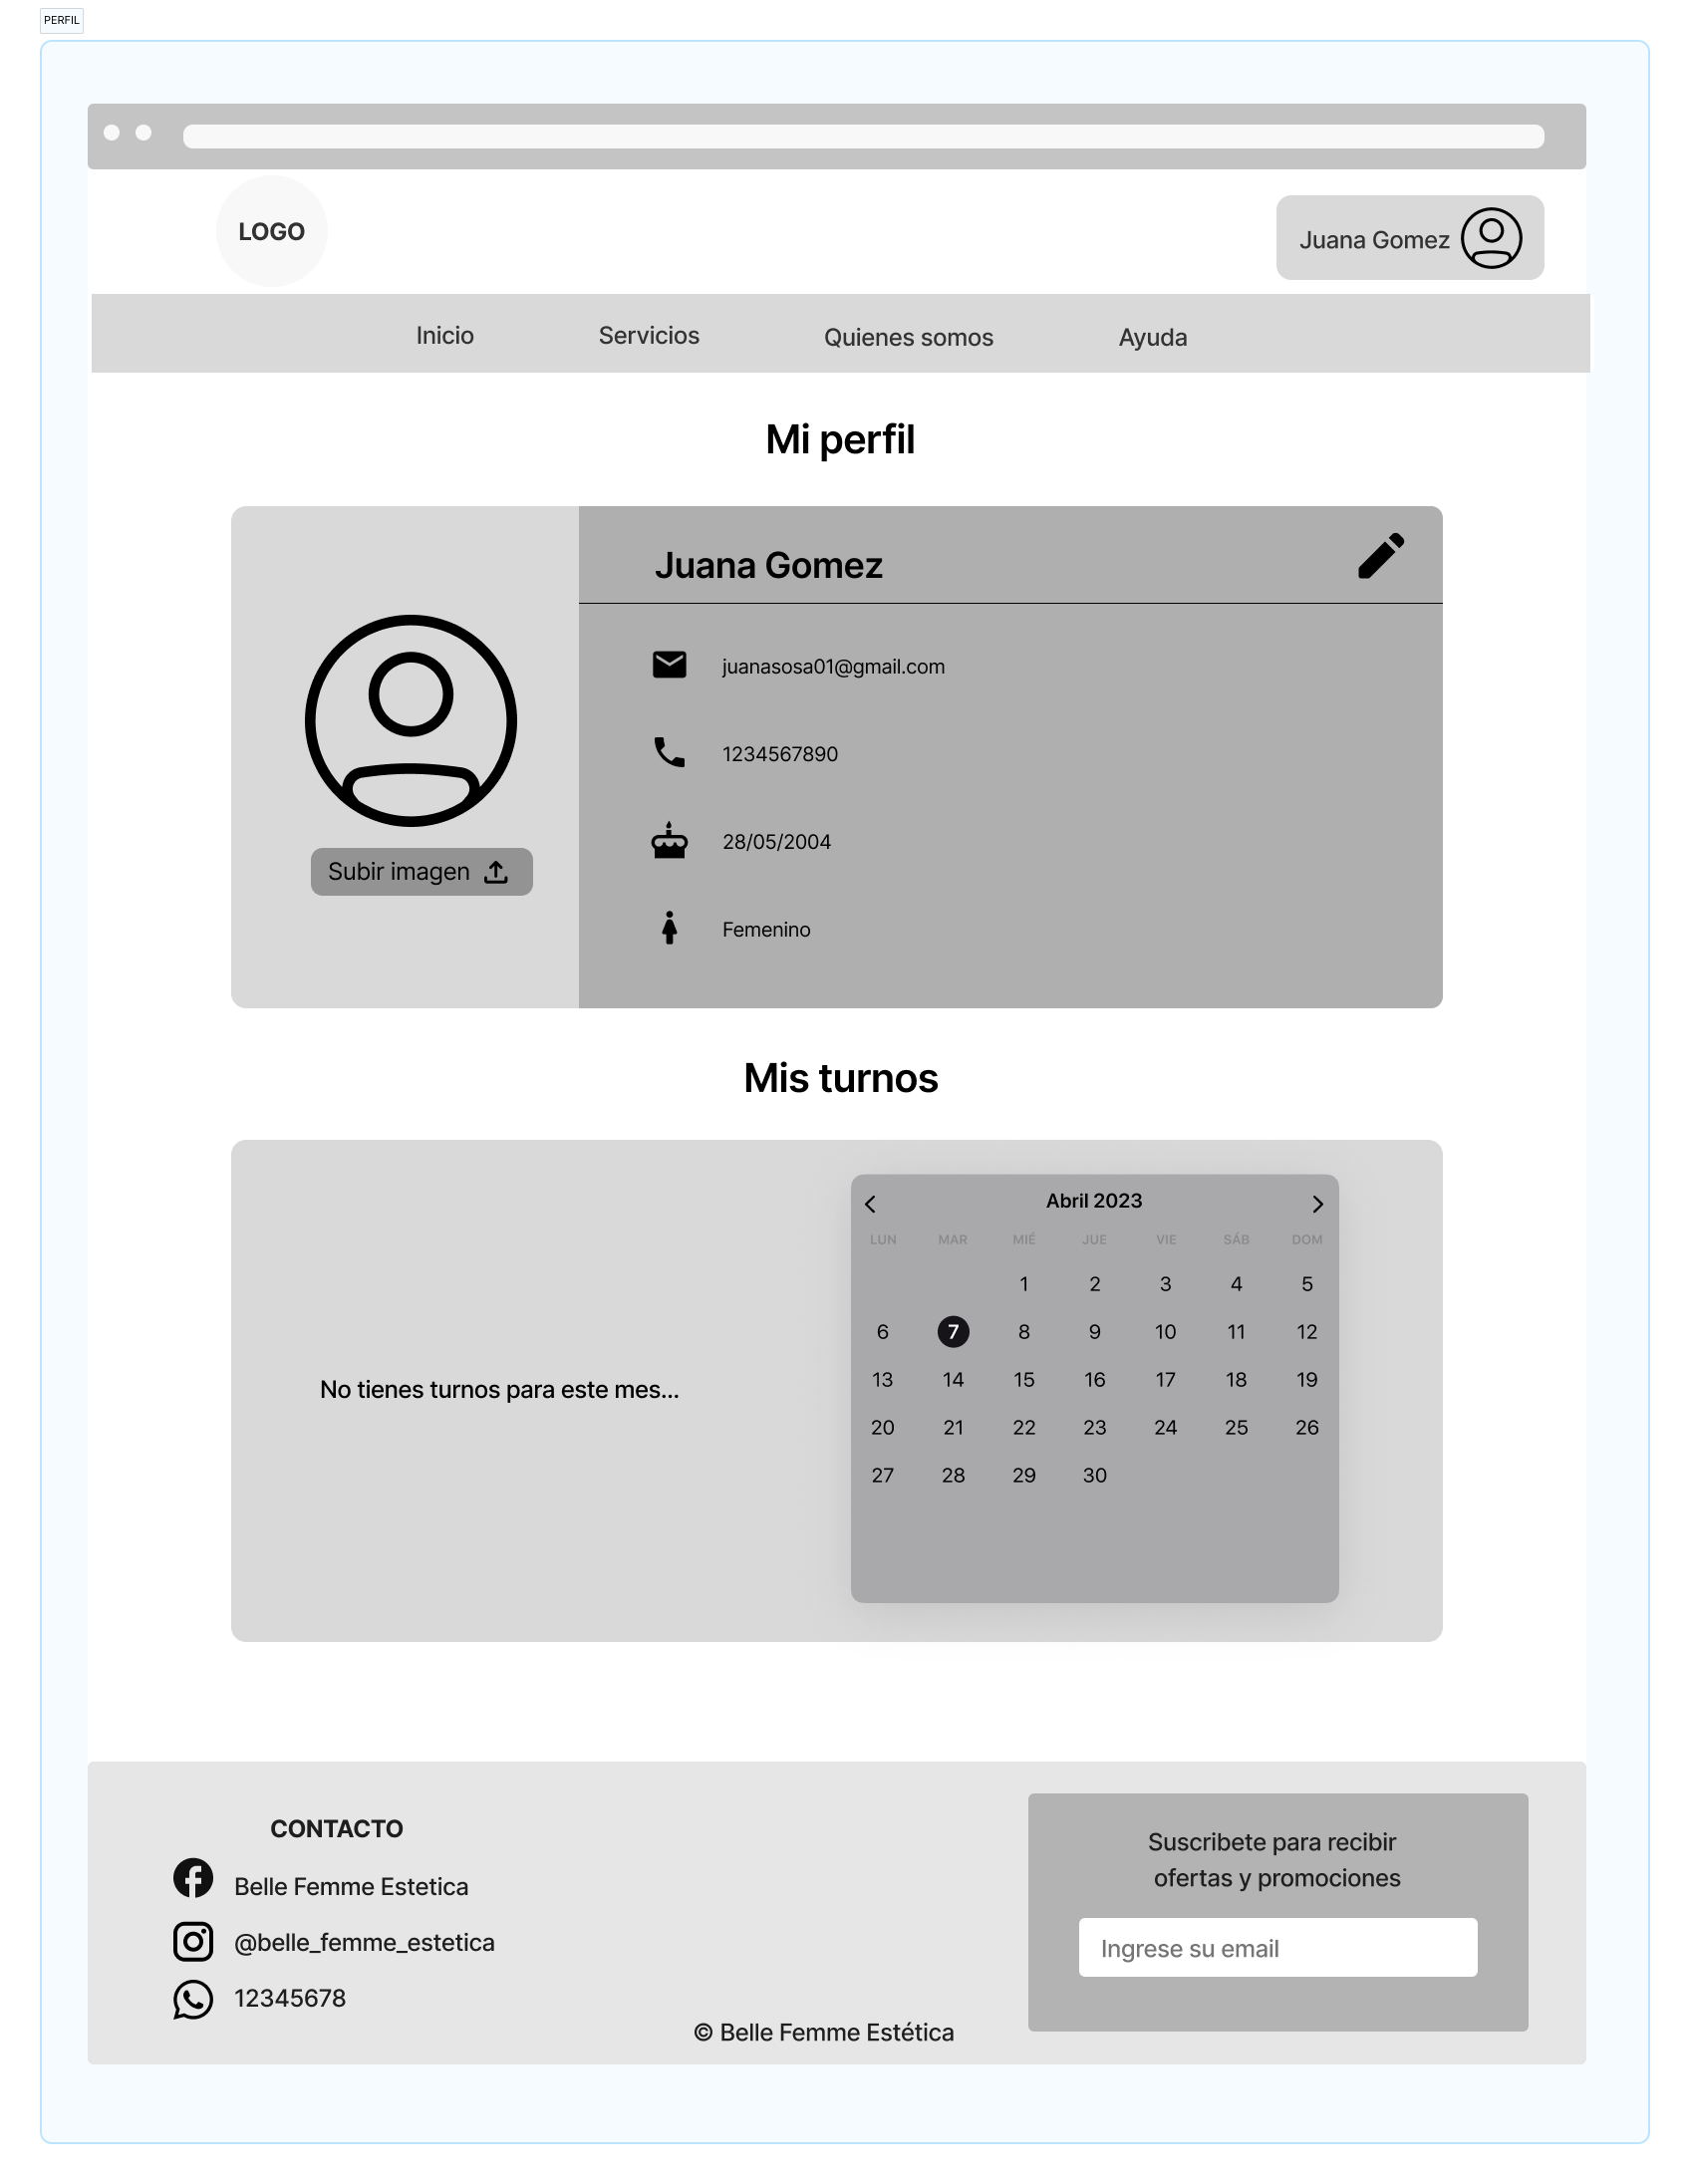 PERFIL
LOGO
Juana Gomez
Inicio Servicios Quienes somos Ayuda
Mi perfil
Juana Gomez
juanasosa01@gmail.com
1234567890
28/05/2004
Femenino
Subir imagen
Mis turnos
No tienes turnos para este mes...
Abril 2023
LUN MAR MIÉ JUE VIE SÁB DOM
1 2 3 4 5
6 7 8 9 10 11 12
13 14 15 16 17 18 19
20 21 22 23 24 25 26
27 28 29 30
CONTACTO
Belle Femme Estetica
@belle_femme_estetica
12345678
© Belle Femme Estética
Suscribete para recibir
ofertas y promociones
Ingrese su email